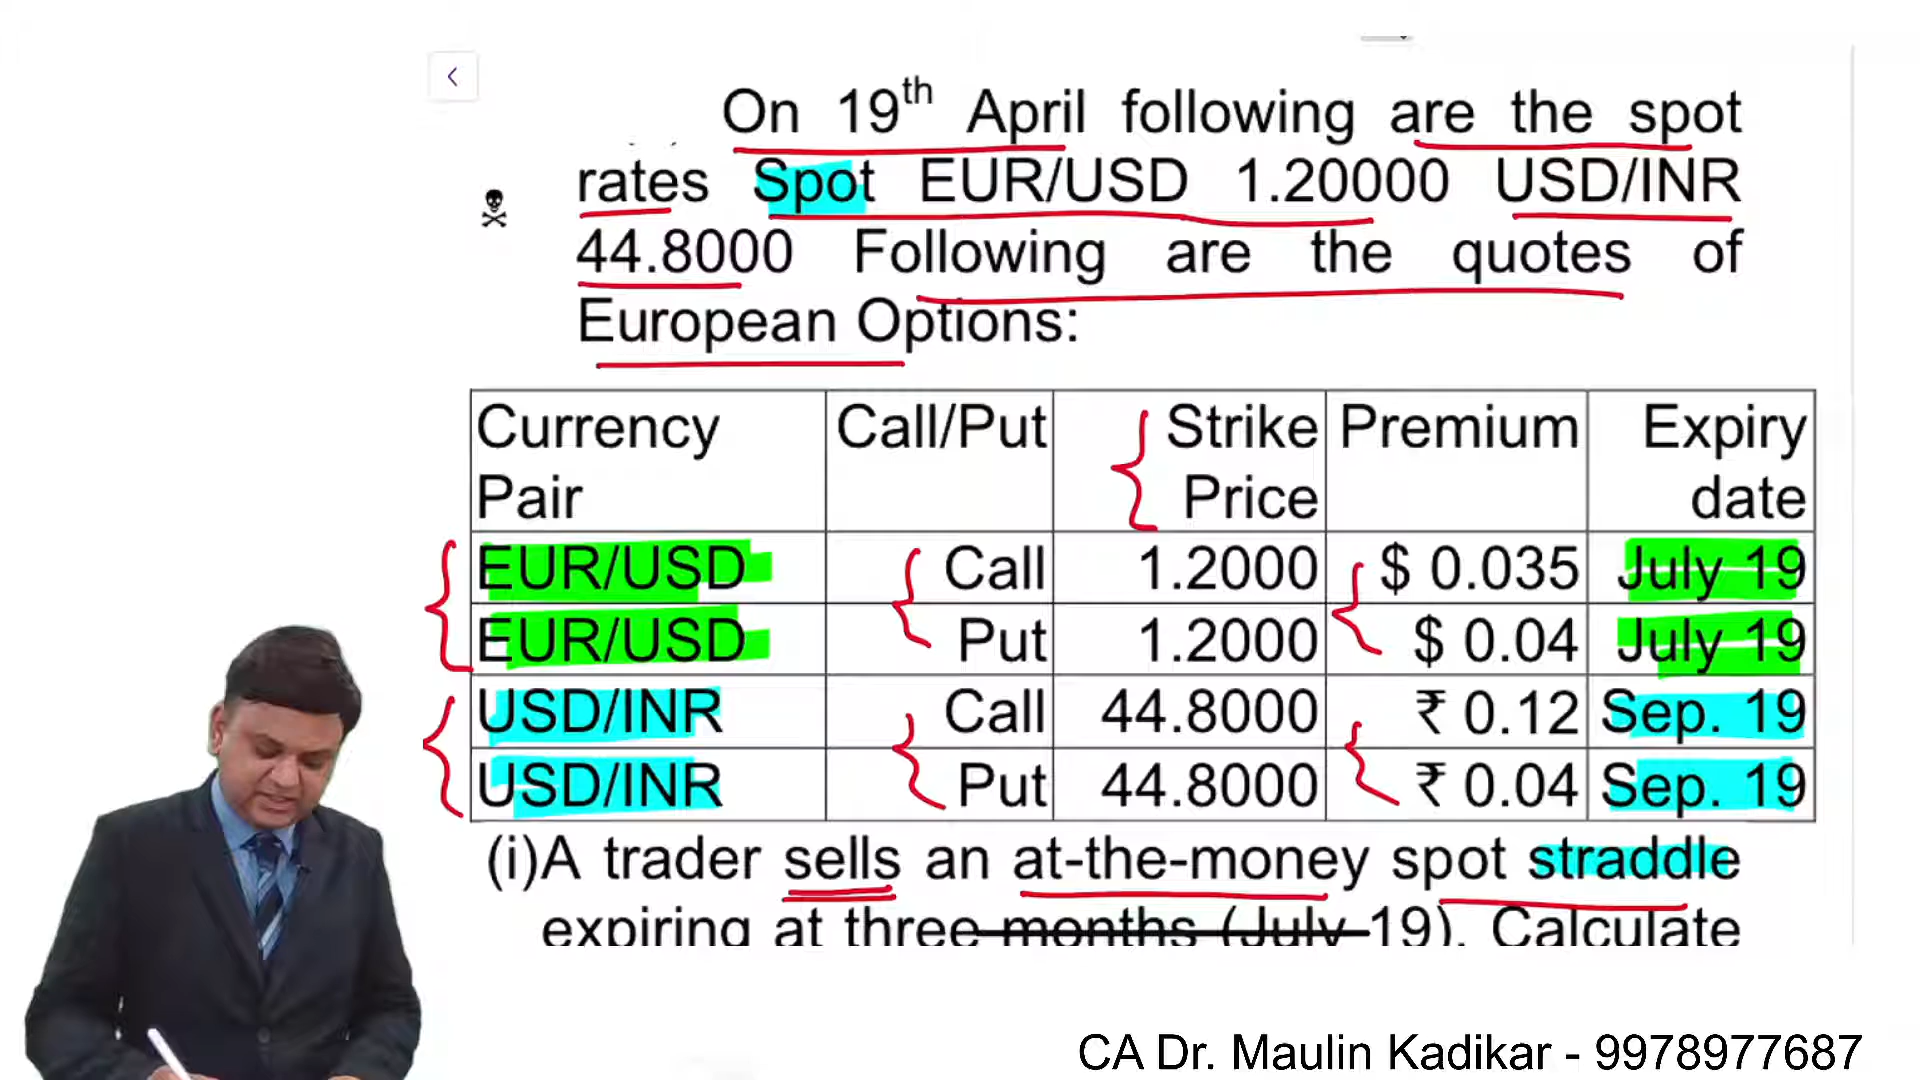 On 19th April following are the spot
rates Spot EUR/USD 1.20000 USD/INR
44.8000 Following are the quotes of
European Options:
Currency Pair Call/Put Strike Price Premium Expiry date
EUR/USD Call 1.2000 $ 0.035 July 19
EUR/USD Put 1.2000 $ 0.04 July 19
USD/INR Call 44.8000 ₹ 0.12 Sep. 19
USD/INR Put 44.8000 ₹ 0.04 Sep. 19
(i)A trader sells an at-the-money spot straddle
expiring at three months (July 19). Calculate
CA Dr. Maulin Kadikar - 9978977687